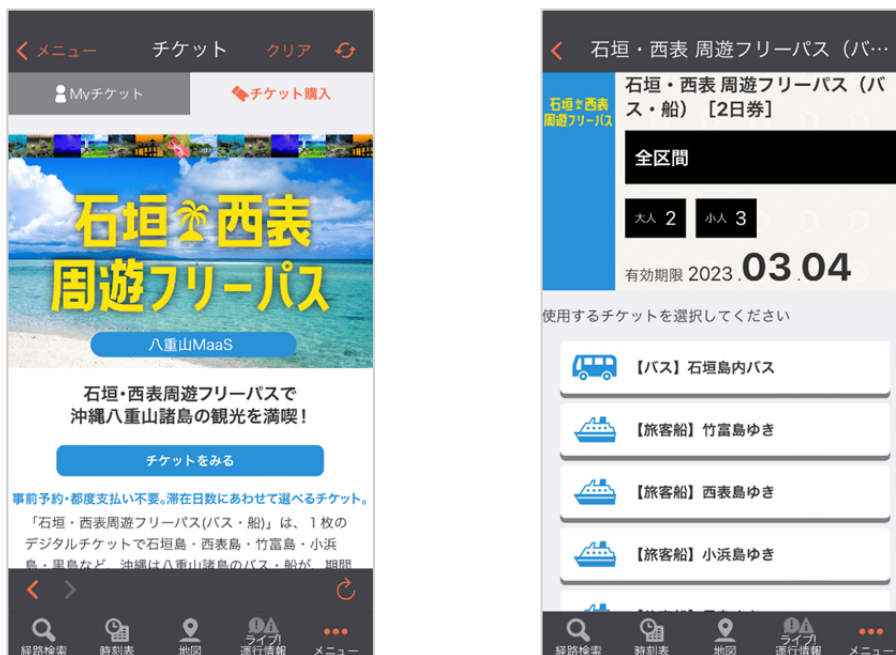 メニュー チケット クリア
Myチケット チケット購入
石垣 西表
周遊フリーパス
八重山MaaS
石垣・西表周遊フリーパスで
沖縄八重山諸島の観光を満喫！
チケットをみる
事前予約・都度支払い不要。滞在日数にあわせて選べるチケット。
「石垣・西表周遊フリーパス(バス・船)」は、１枚の
デジタルチケットで石垣島・西表島・竹富島・小浜
島・黒島など、沖縄は八重山諸島のバス・船が、期間
経路検索 時刻表 地図 ライブ! 運行情報 メニュー
石垣・西表 周遊フリーパス（バ…
石垣 西表
周遊フリーパス
石垣・西表 周遊フリーパス（バ
ス・船）［2日券］
全区間
大人 2 小人 3
有効期限 2023.03.04
使用するチケットを選択してください
【バス】石垣島内バス
【旅客船】竹富島ゆき
【旅客船】西表島ゆき
【旅客船】小浜島ゆき
経路検索 時刻表 地図 ライブ! 運行情報 メニュー